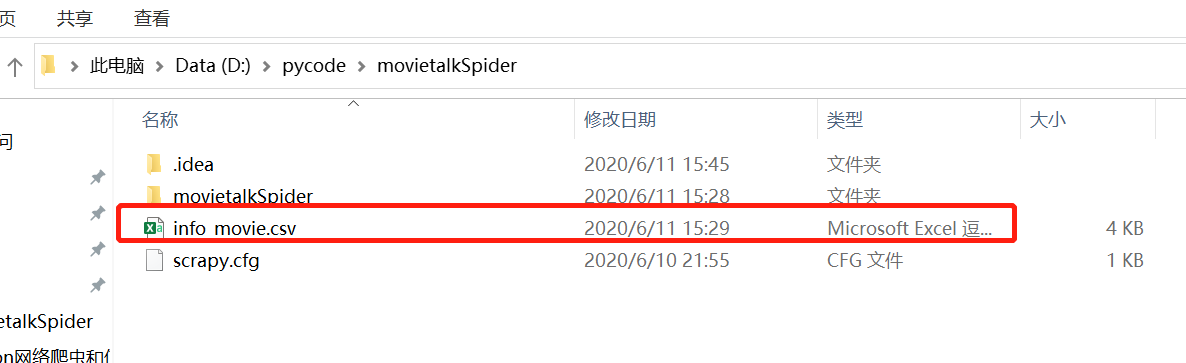 页 共享 查看
此电脑 > Data (D:) > pycode > movietalkSpider
名称 修改日期 类型 大小
问
.idea 2020/6/11 15:45 文件夹
movietalkSpider 2020/6/11 15:28 文件夹
info_movie.csv 2020/6/11 15:29 Microsoft Excel 逗... 4 KB
scrapy.cfg 2020/6/10 21:55 CFG 文件 1 KB
etalkSpider
on网络爬虫和